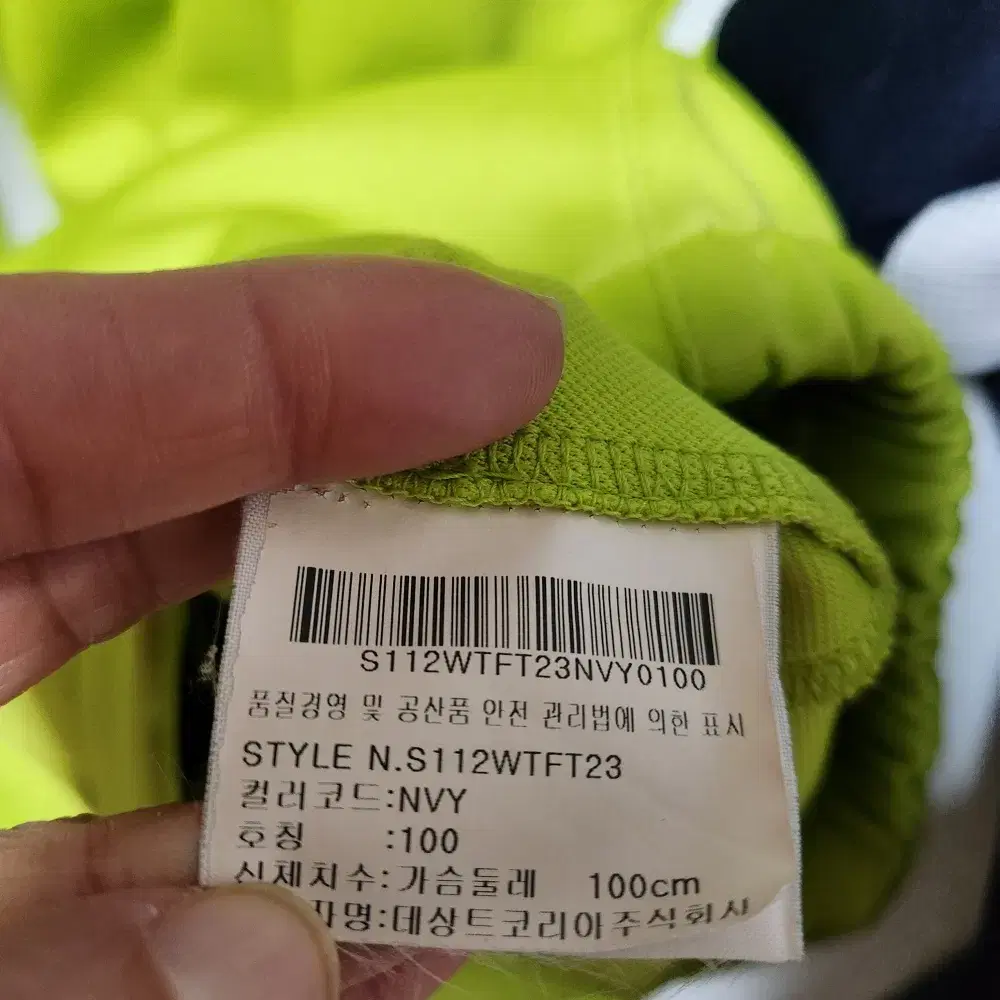 S112WTFT23NVY0100
품질경영 및 공산품 안전 관리법에 의한 표시
STYLE N.S112WTFT23
컬러코드:NVY
호칭 :100
신체치수:가슴둘레 100cm
자명:데상트코리아주식회사